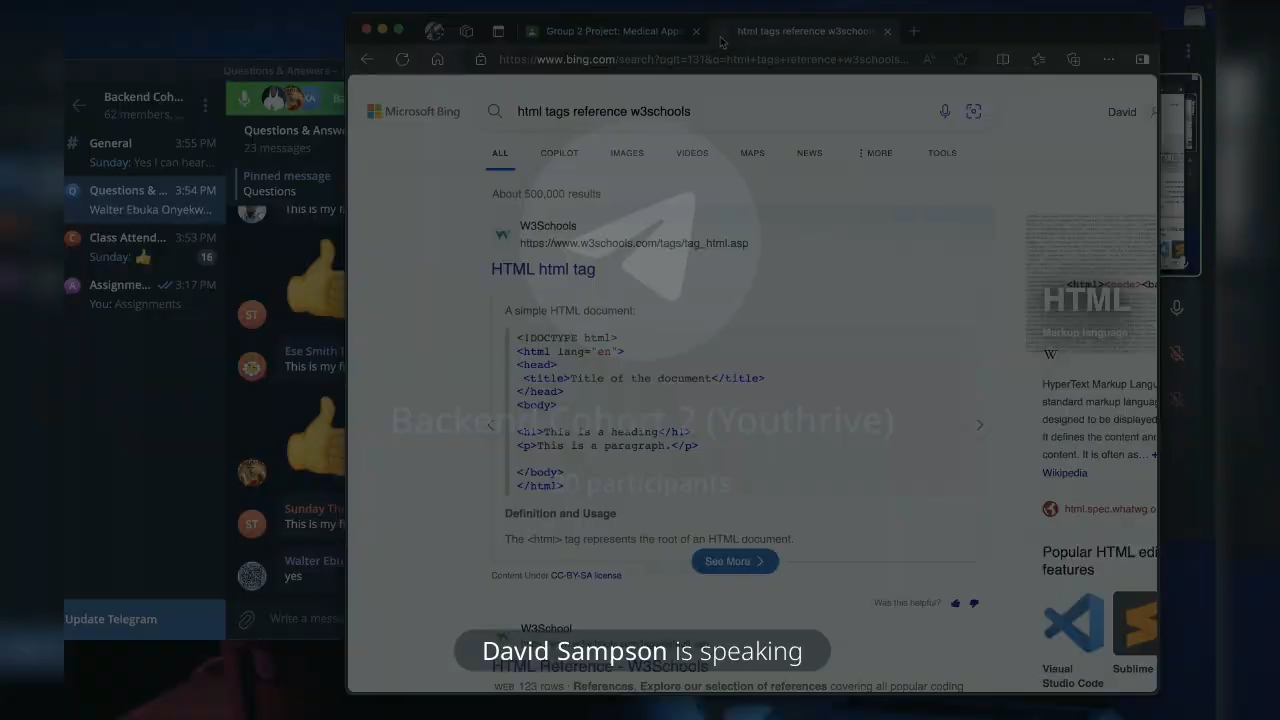 Questions & Answers –
Group 2 Project: Medical App
html tags reference w3schools
https://www.bing.com/search?pglt=131&q=html+tags+reference+w3schools...
Backend Coh...
62 members, ...
General
3:55 PM
Sunday: Yes I can hear...
Questions & ...
3:54 PM
Walter Ebuka Onyekw...
Class Attend...
3:53 PM
Sunday: 👍
16
Assignme...
3:17 PM
You: Assignments
Update Telegram
Questions & Answe
23 messages
Pinned message
Questions
This is my f
ST
Ese Smith
This is my f
Sunday Th
ST
This is my f
Walter Ebu
yes
Write a mess
Microsoft Bing
html tags reference w3schools
David
ALL
COPILOT
IMAGES
VIDEOS
MAPS
NEWS
MORE
TOOLS
About 500,000 results
W3Schools
https://www.w3schools.com/tags/tag_html.asp
HTML html tag
A simple HTML document:
<!DOCTYPE html>
<html lang="en">
<head>
<title>Title of the document</title>
</head>
<body>
<h1>This is a heading</h1>
<p>This is a paragraph.</p>
</body>
</html>
Definition and Usage
The <html> tag represents the root of an HTML document.
See More
Content Under CC-BY-SA license
Was this helpful?
W3School
HTML Reference - W3Schools
WEB 123 rows · References. Explore our selection of references covering all popular coding
HTML
Markup language
HyperText Markup Langu
standard markup langua
designed to be displayed
It defines the content an
content. It is often as... +
Wikipedia
html.spec.whatwg.o
Popular HTML edi
features
Visual
Studio Code
Sublime
Backend Cohort 2 (Youthrive)
participants
David Sampson is speaking